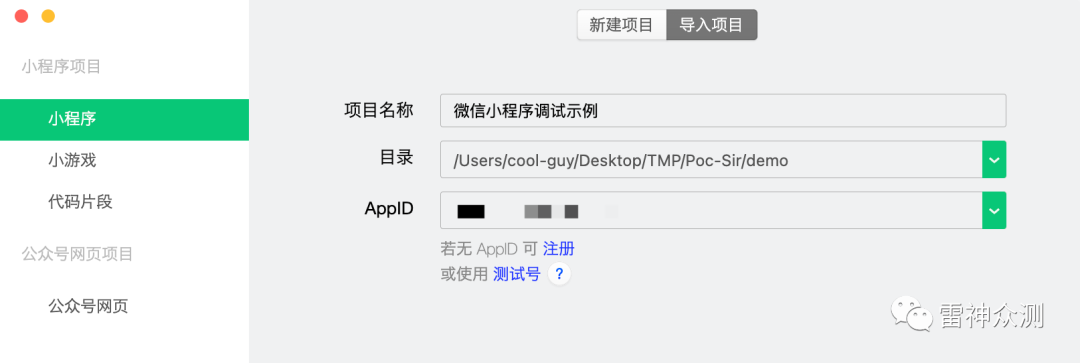 小程序项目
小程序
小游戏
代码片段
公众号网页项目
公众号网页
新建项目 导入项目
项目名称 微信小程序调试示例
目录 /Users/cool-guy/Desktop/TMP/Poc-Sir/demo
AppID
若无 AppID 可 注册
或使用 测试号 ?
雷神众测